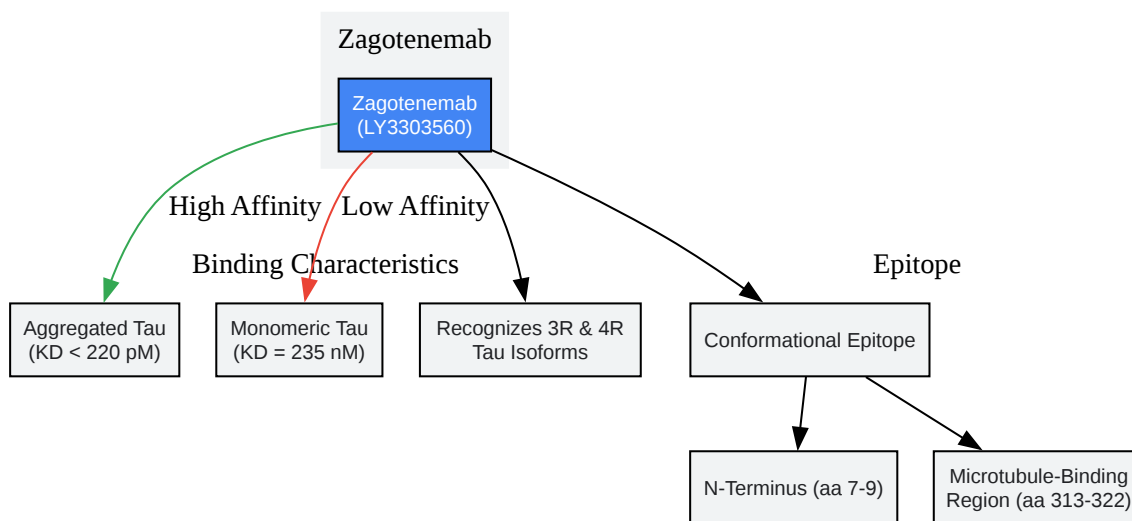 Zagotenemab
Zagotenemab
(LY3303560)
High Affinity
Low Affinity
Binding Characteristics
Epitope
Aggregated Tau
(KD < 220 pM)
Monomeric Tau
(KD = 235 nM)
Recognizes 3R & 4R
Tau Isoforms
Conformational Epitope
N-Terminus (aa 7-9)
Microtubule-Binding
Region (aa 313-322)